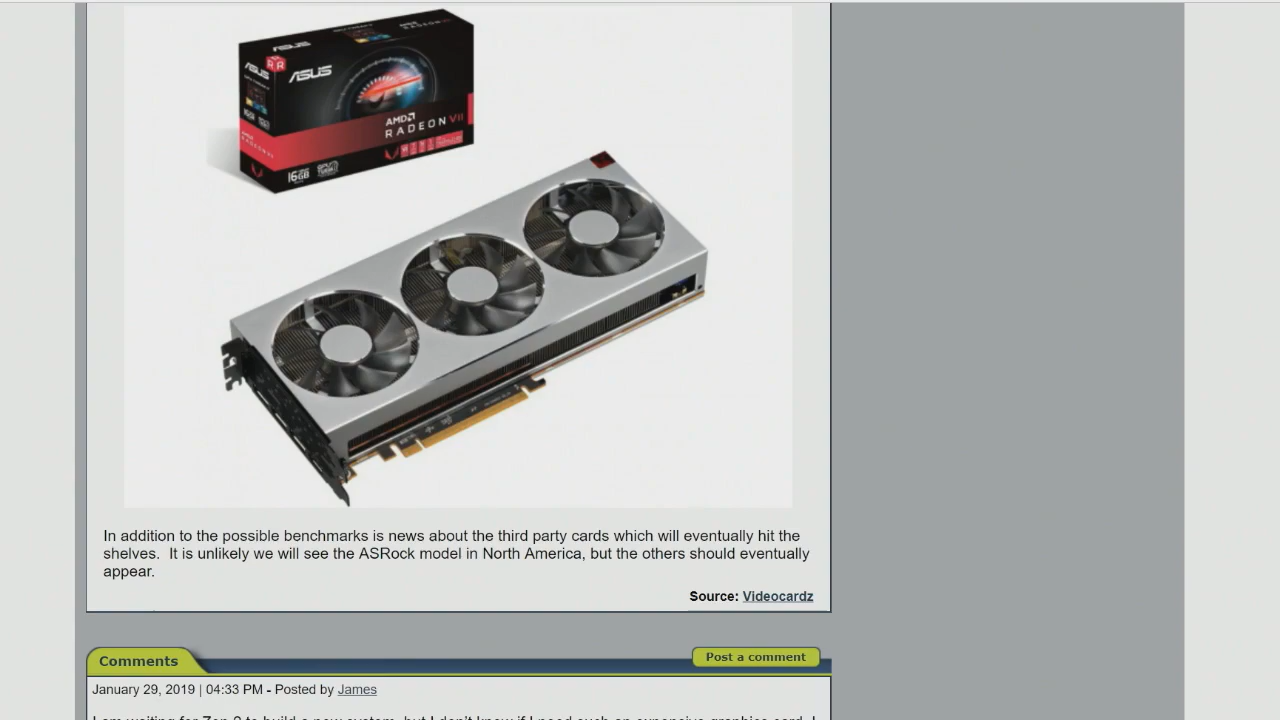 ASUS
ASUS
ASUS
AMD
RADEON VII
16GB
In addition to the possible benchmarks is news about the third party cards which will eventually hit the
shelves.  It is unlikely we will see the ASRock model in North America, but the others should eventually
appear.
Source: Videocardz
Comments
Post a comment
January 29, 2019 | 04:33 PM - Posted by James